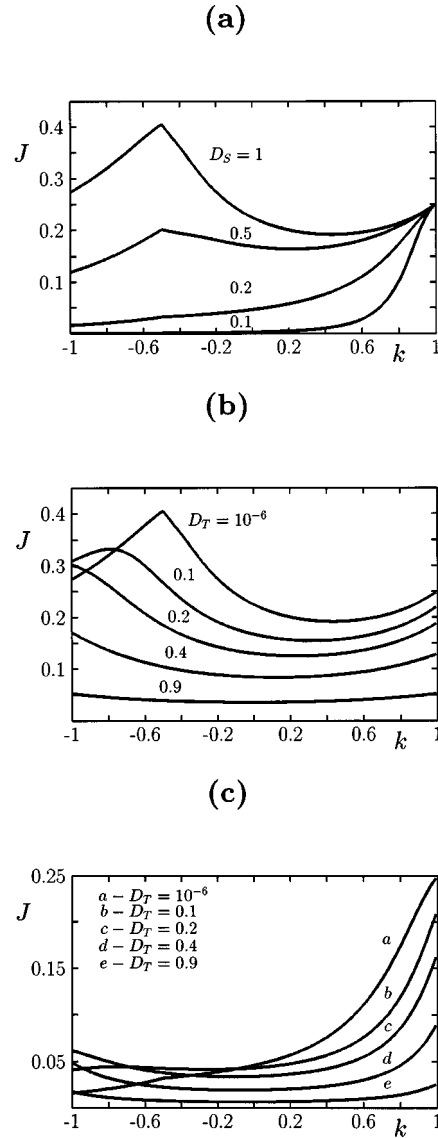 (a)
0.4
J
0.3
0.2
0.1
D_S = 1
0.5
0.2
0.1
-1 -0.6 -0.2 0.2 0.6 k 1
(b)
0.4
J
0.3
0.2
0.1
D_T = 10^{-6}
0.1
0.2
0.4
0.9
-1 -0.6 -0.2 0.2 0.6 k 1
(c)
0.25
J
0.15
0.05
a – D_T = 10^{-6}
b – D_T = 0.1
c – D_T = 0.2
d – D_T = 0.4
e – D_T = 0.9
a
b
c
d
e
-1 -0.6 -0.2 0.2 0.6 k 1